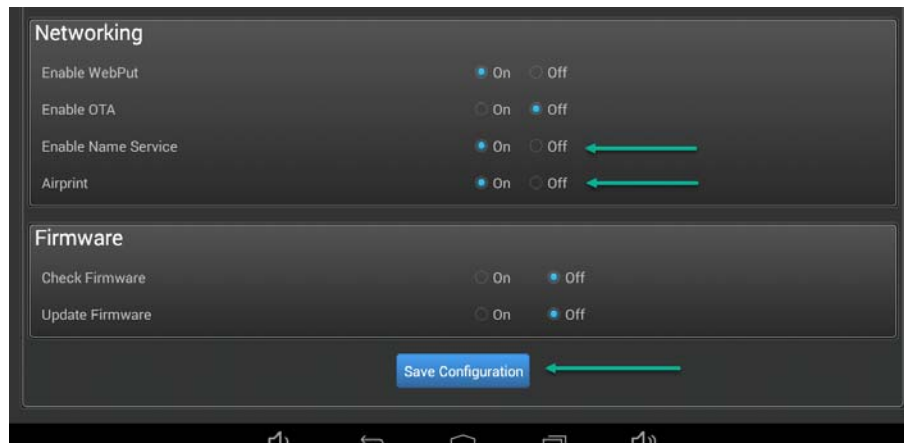 Networking
Enable WebPut On Off
Enable OTA On Off
Enable Name Service On Off
Airprint On Off
Firmware
Check Firmware On Off
Update Firmware On Off
Save Configuration